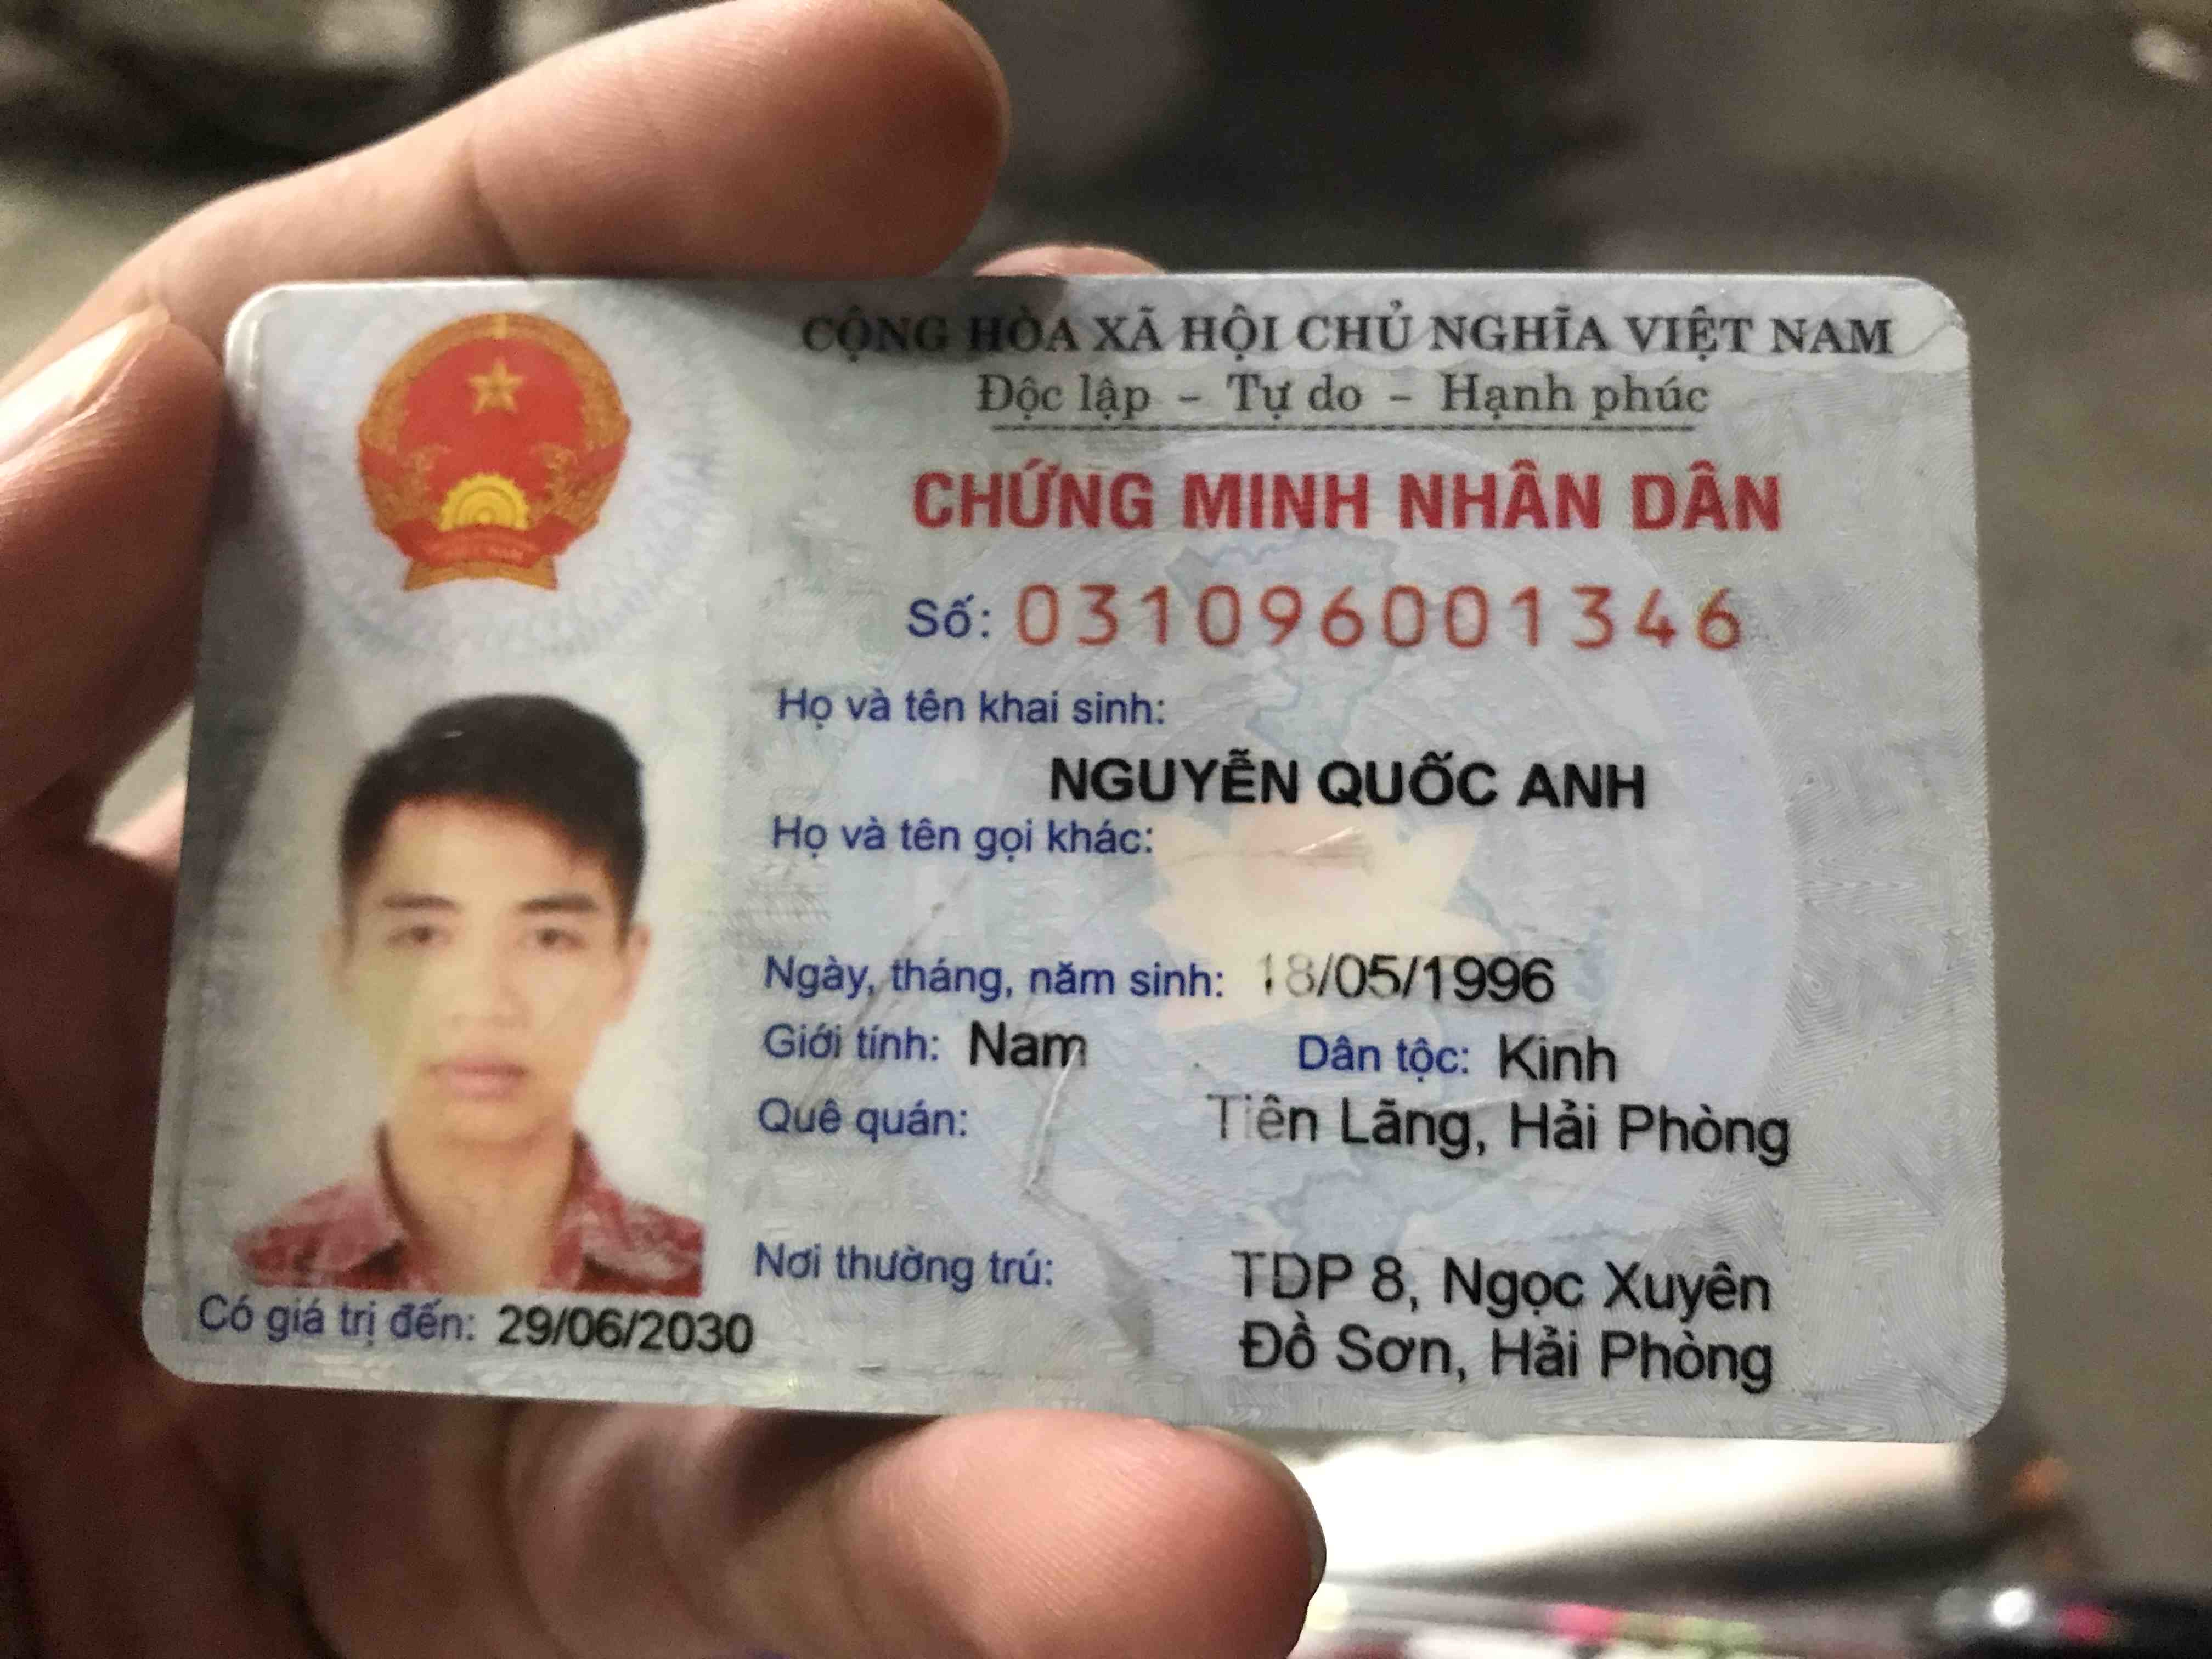 CỘNG HÒA XÃ HỘI CHỦ NGHĨA VIỆT NAM
Độc lập - Tự do - Hạnh phúc
CHỨNG MINH NHÂN DÂN
Số: 031096001346
Họ và tên khai sinh:
NGUYỄN QUỐC ANH
Họ và tên gọi khác:
Ngày, tháng, năm sinh: 18/05/1996
Giới tính: Nam Dân tộc: Kinh
Quê quán: Tiên Lãng, Hải Phòng
Nơi thường trú: TDP 8, Ngọc Xuyên
Đồ Sơn, Hải Phòng
Có giá trị đến: 29/06/2030
VIỆT NAM